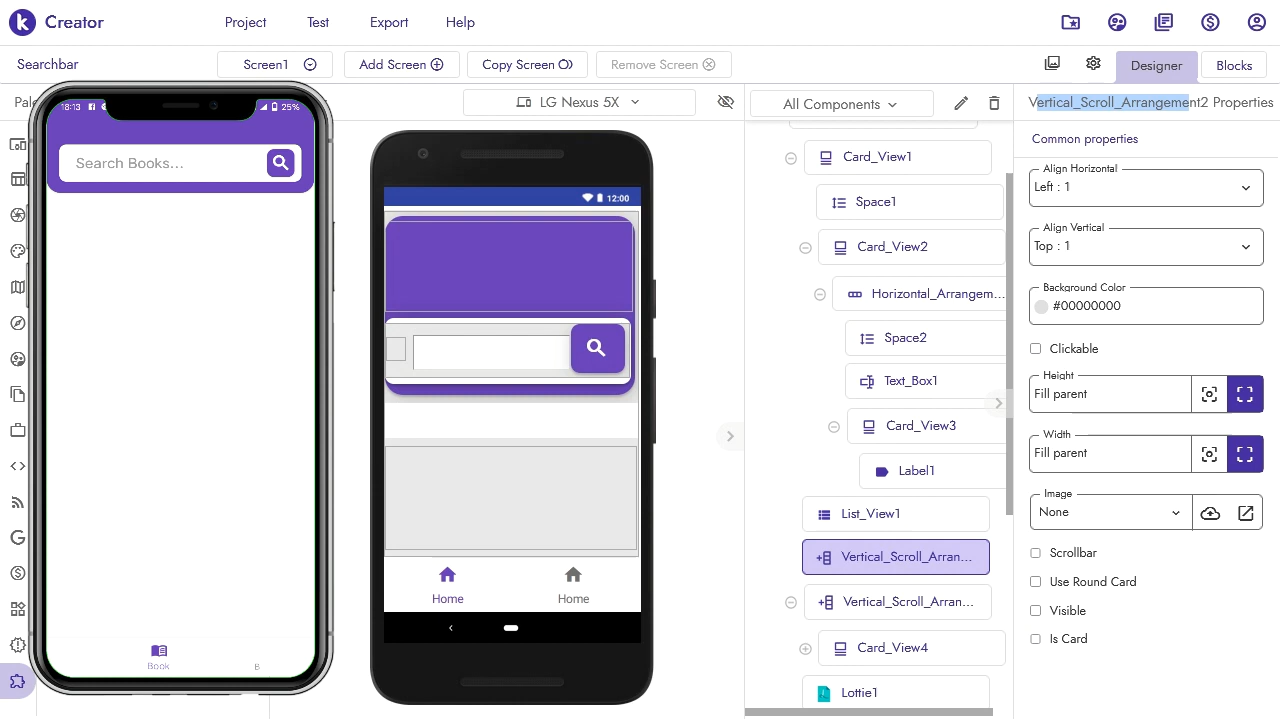 Creator
Project
Test
Export
Help
Searchbar
Screen1
Add Screen
Copy Screen
Remove Screen
Designer
Blocks
LG Nexus 5X
All Components
Vertical_Scroll_Arrangement2 Properties
18:13
25%
Search Books...
Book
B
12:00
Home
Home
Card_View1
Space1
Card_View2
Horizontal_Arrangem...
Space2
Text_Box1
Card_View3
Label1
List_View1
Vertical_Scroll_Arran...
Vertical_Scroll_Arran...
Card_View4
Lottie1
Common properties
Align Horizontal
Left : 1
Align Vertical
Top : 1
Background Color
#00000000
Clickable
Height
Fill parent
Width
Fill parent
Image
None
Scrollbar
Use Round Card
Visible
Is Card